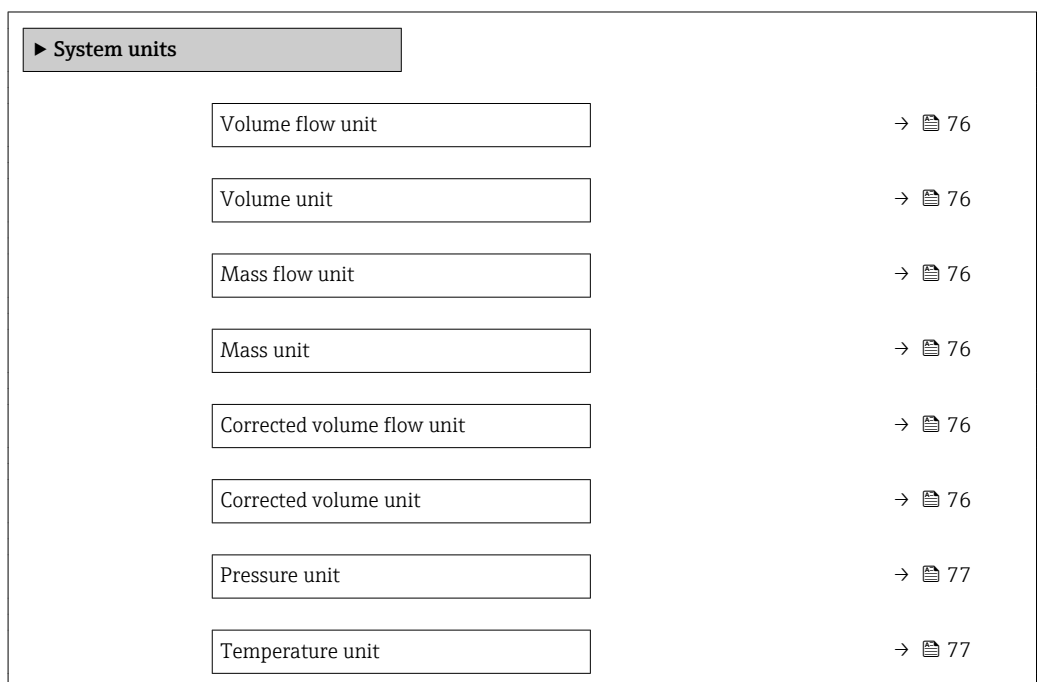 ▶ System units
Volume flow unit → 76
Volume unit → 76
Mass flow unit → 76
Mass unit → 76
Corrected volume flow unit → 76
Corrected volume unit → 76
Pressure unit → 77
Temperature unit → 77